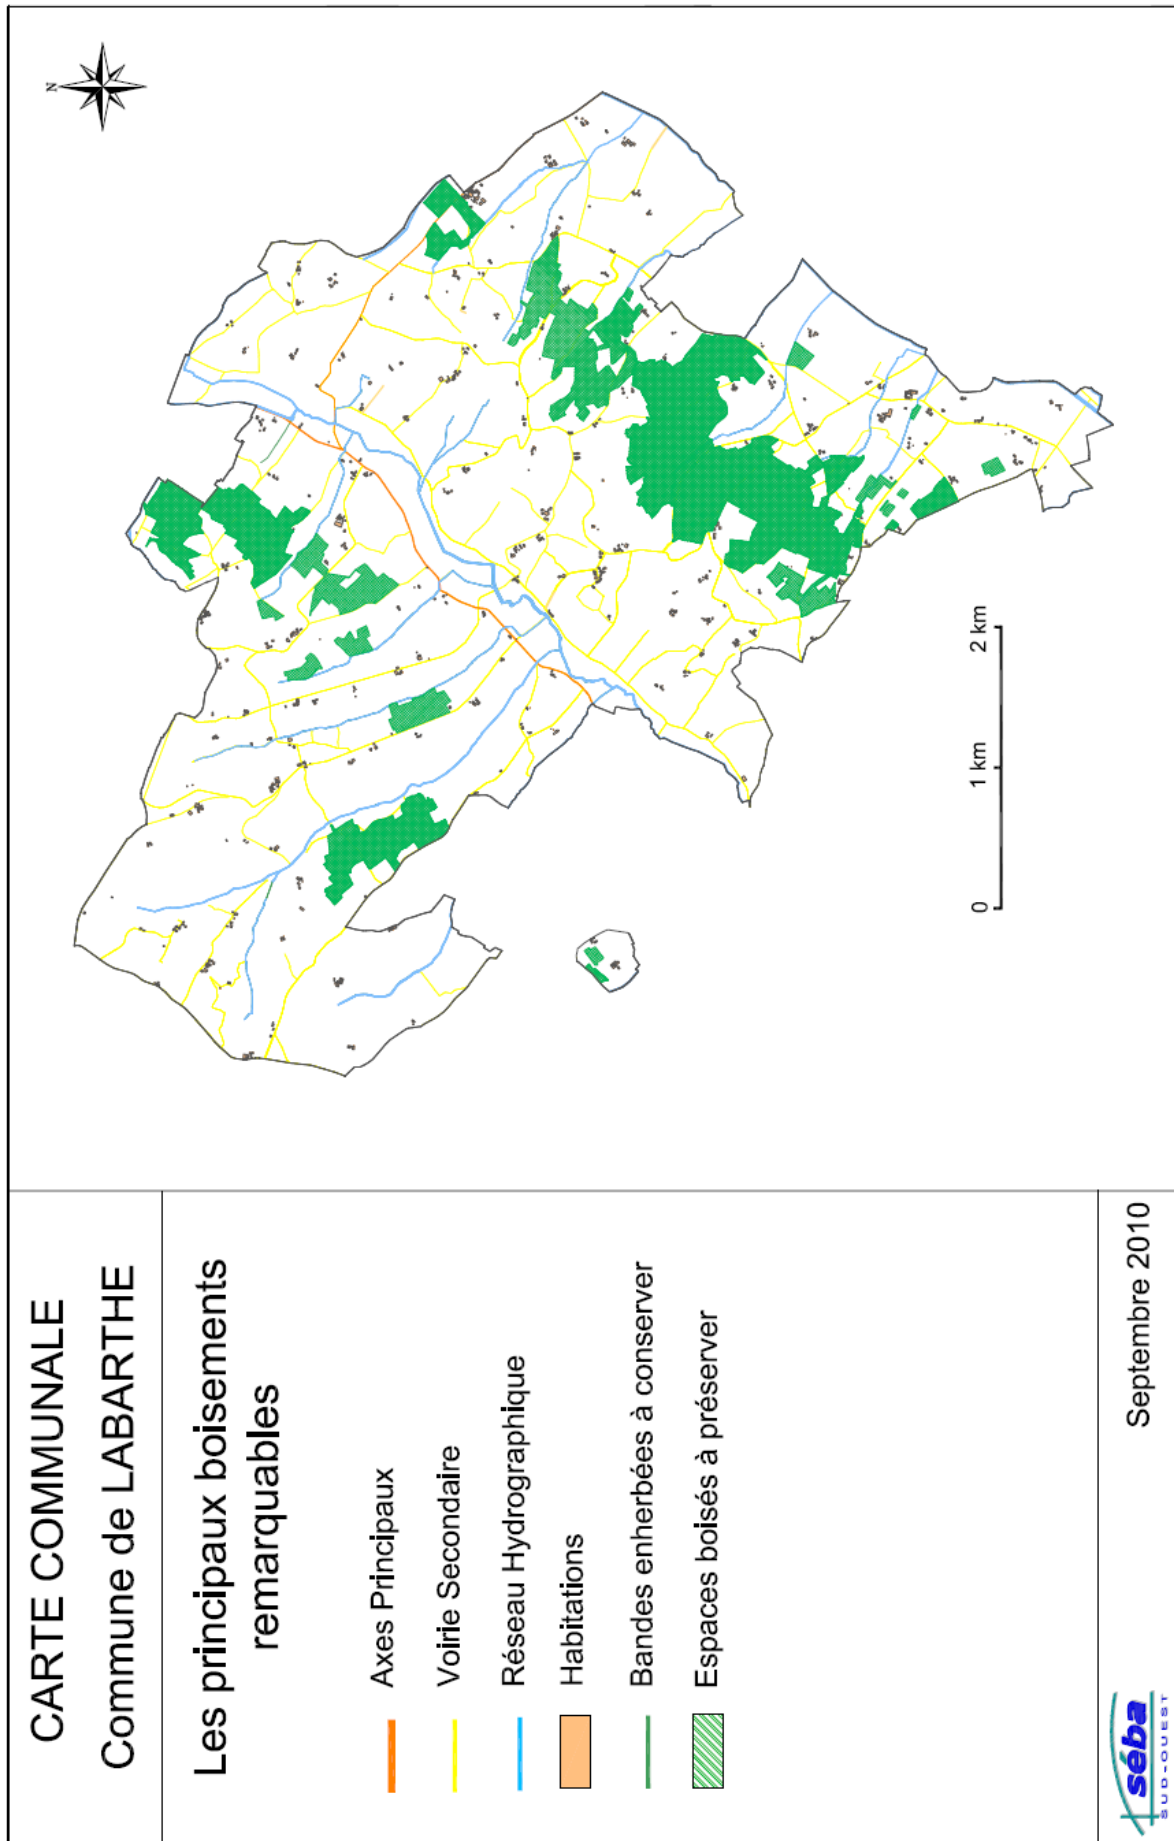 CARTE COMMUNALE
Commune de LABARTHE
Les principaux boisements
remarquables
Axes Principaux
Voirie Secondaire
Réseau Hydrographique
Habitations
Bandes enherbées à conserver
Espaces boisés à préserver
Septembre 2010
séba
SUD-OUEST
N
0
1 km
2 km